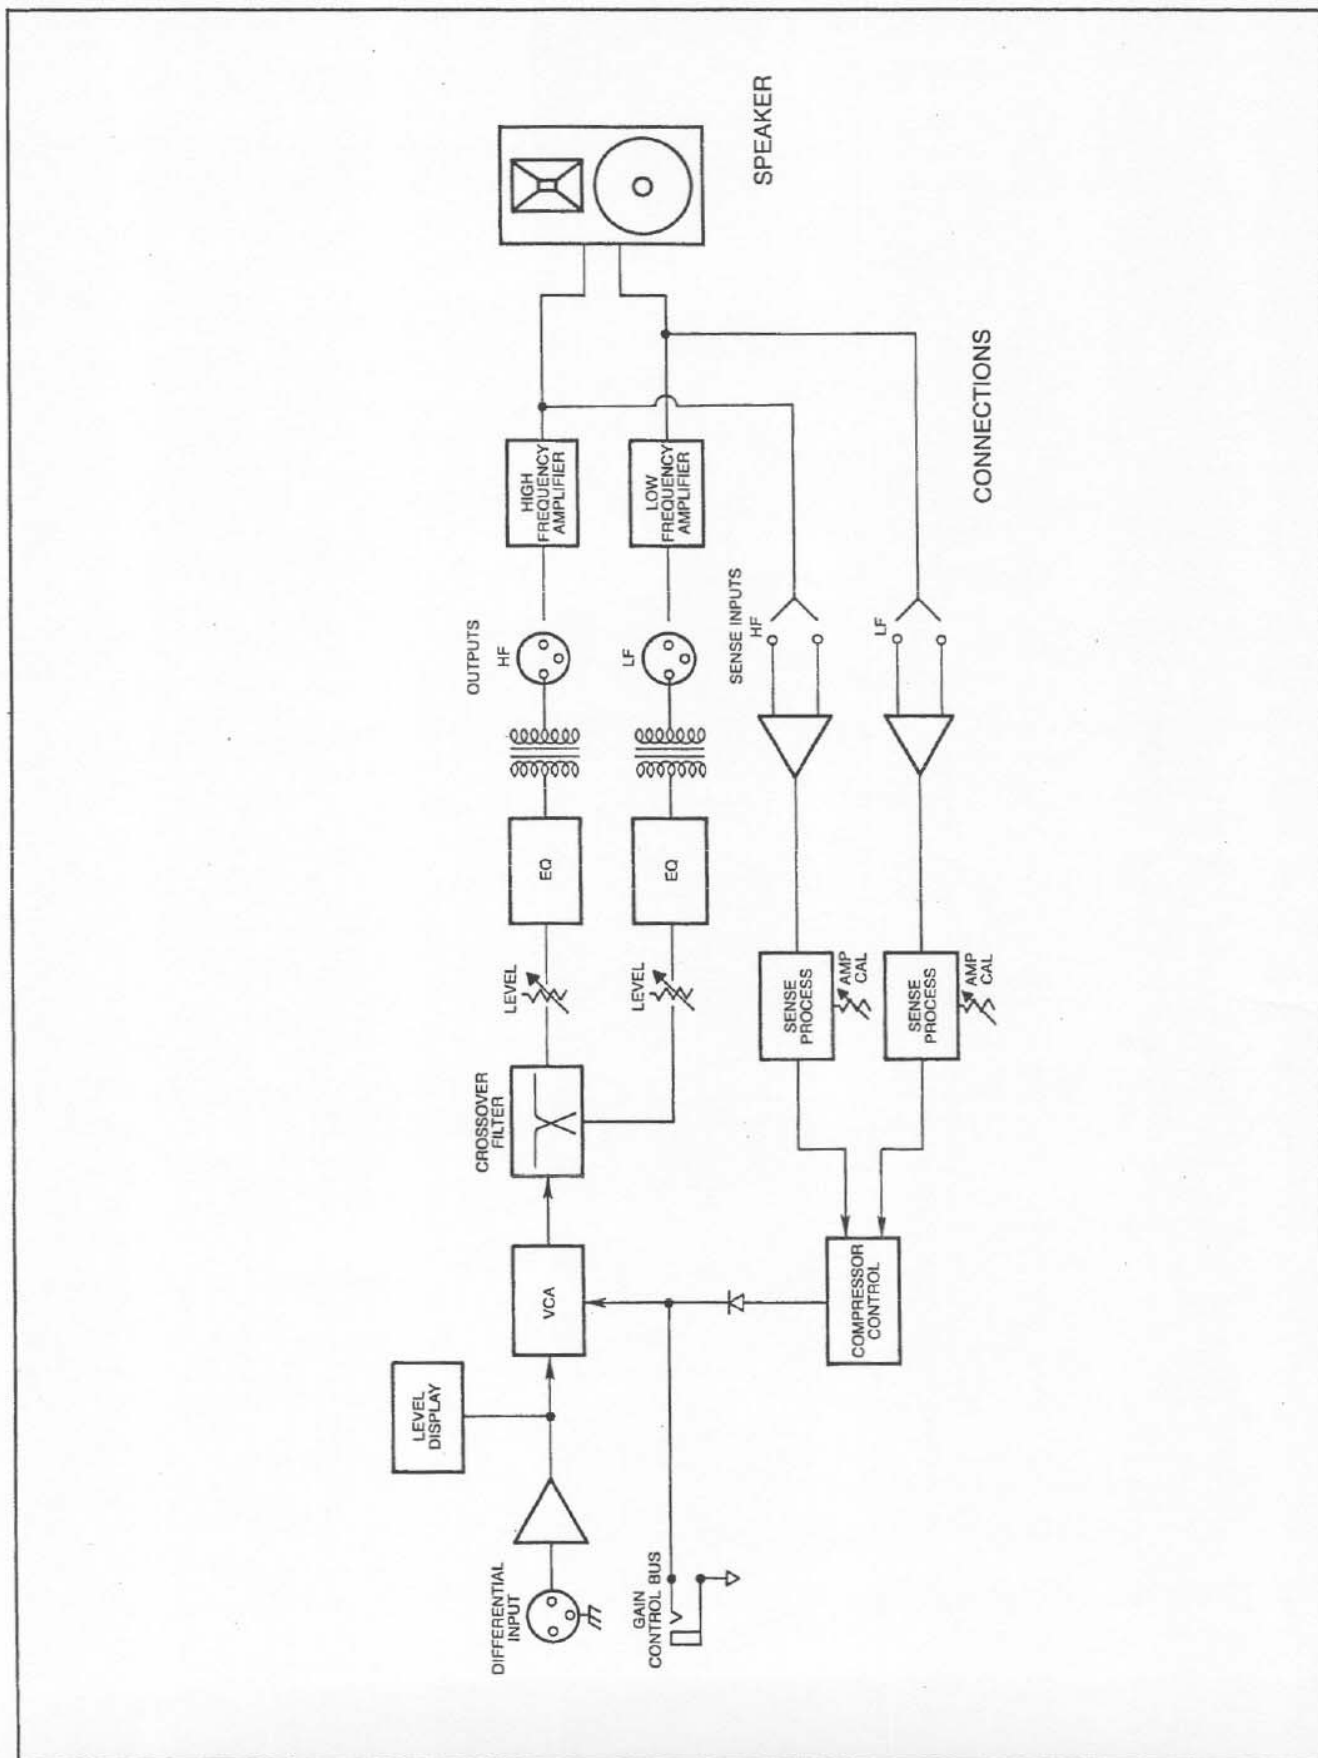 LEVEL
DISPLAY
DIFFERENTIAL
INPUT
VCA
CROSSOVER
FILTER
LEVEL
EQ
OUTPUTS
HF
HIGH
FREQUENCY
AMPLIFIER
LEVEL
EQ
LF
LOW
FREQUENCY
AMPLIFIER
GAIN
CONTROL BUS
SPEAKER
SENSE INPUTS
HF
SENSE
PROCESS
AMP
CAL
COMPRESSOR
CONTROL
LF
SENSE
PROCESS
AMP
CAL
CONNECTIONS